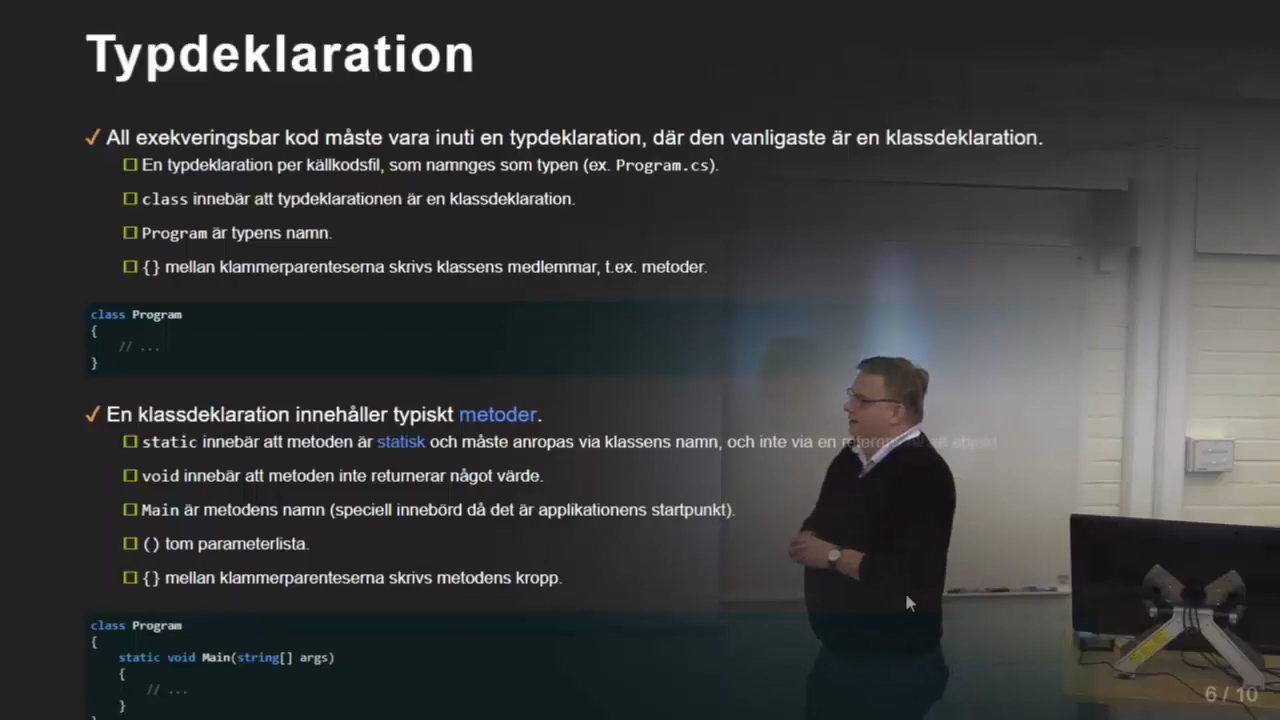 Typdeklaration
✓ All exekveringsbar kod måste vara inuti en typdeklaration, där den vanligaste är en klassdeklaration.
En typdeklaration per källkodsfil, som namnges som typen (ex. Program.cs).
class innebär att typdeklarationen är en klassdeklaration.
Program är typens namn.
{} mellan klammerparenteserna skrivs klassens medlemmar, t.ex. metoder.
class Program
{
// ...
}
✓ En klassdeklaration innehåller typiskt metoder.
static innebär att metoden är statisk och måste anropas via klassens namn, och inte via en referens till ett objekt
void innebär att metoden inte returnerar något värde.
Main är metodens namn (speciell innebörd då det är applikationens startpunkt).
() tom parameterlista.
{} mellan klammerparenteserna skrivs metodens kropp.
class Program
{
static void Main(string[] args)
{
// ...
}
}
6 / 10